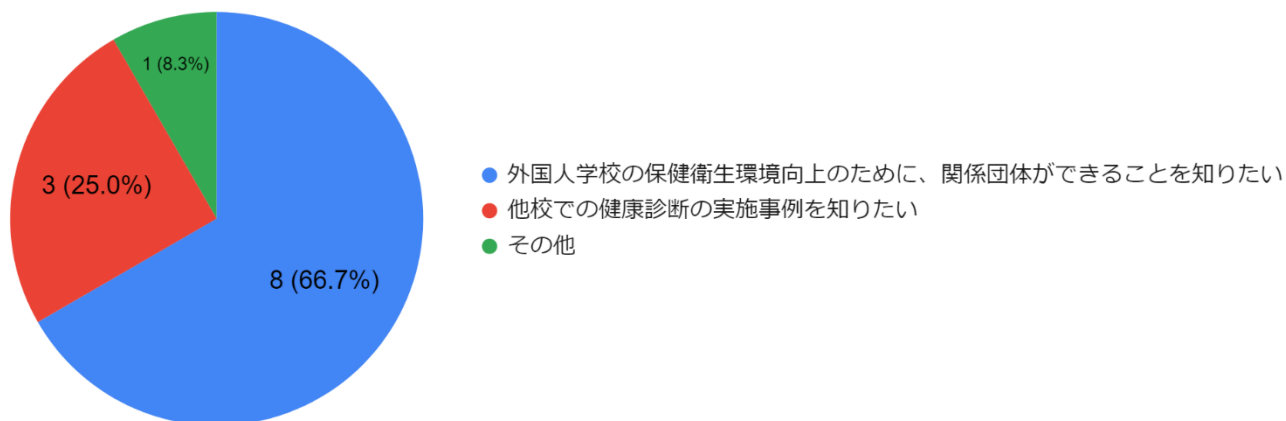 1 (8.3%)
3 (25.0%)
8 (66.7%)
外国人学校の保健衛生環境向上のために、関係団体ができることを知りたい
他校での健康診断の実施事例を知りたい
その他